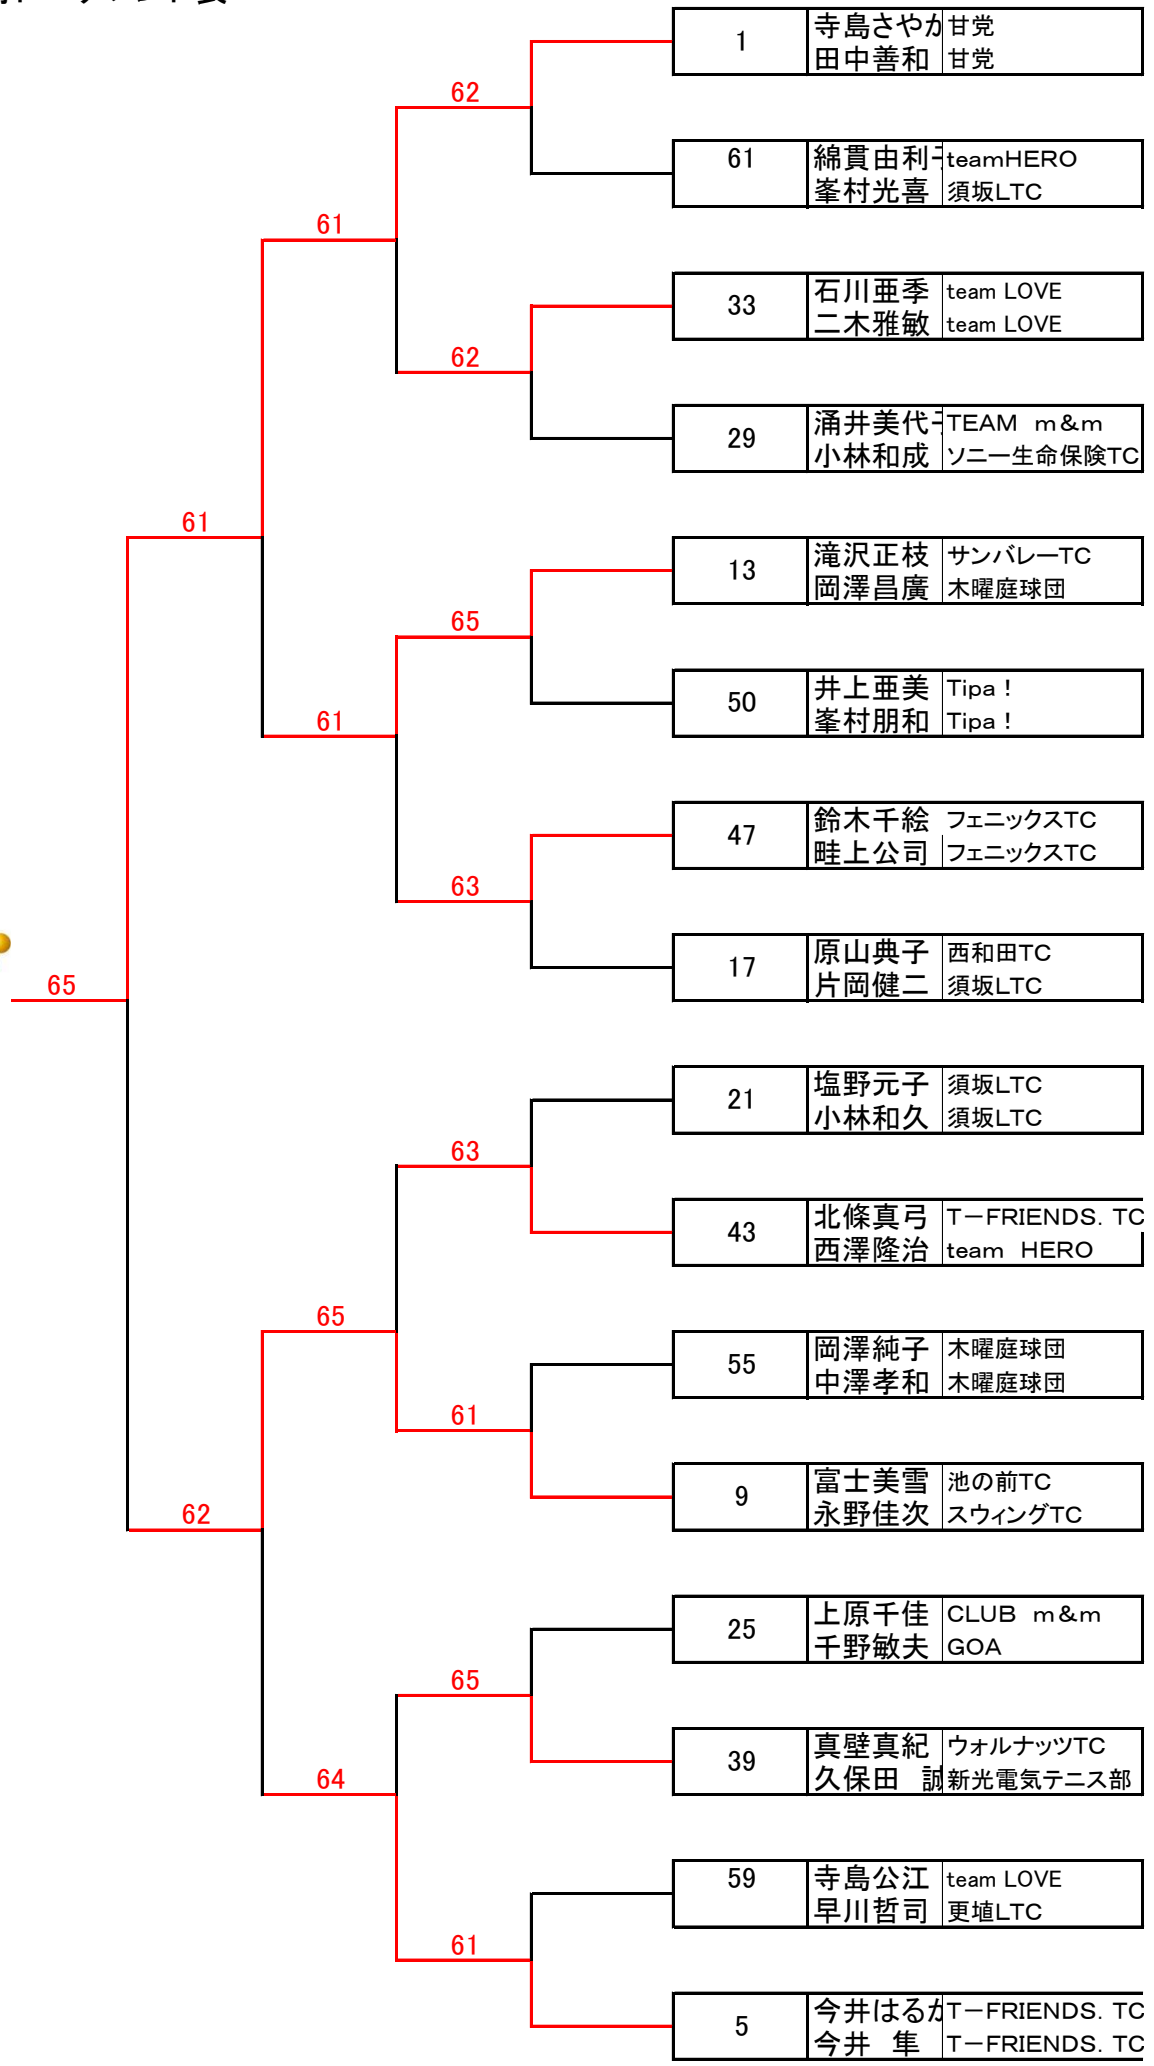 1 寺島さやか 甘党
田中善和 甘党
62
61 綿貫由利子 teamHERO
峯村光喜 須坂LTC
61
33 石川亜季 team LOVE
二木雅敏 team LOVE
62
29 涌井美代子 TEAM m&m
小林和成 ソニー生命保険TC
61
13 滝沢正枝 サンバレーTC
岡澤昌廣 木曜庭球団
65
50 井上亜美 Tipa！
峯村朋和 Tipa！
61
47 鈴木千絵 フェニックスTC
畦上公司 フェニックスTC
63
17 原山典子 西和田TC
片岡健二 須坂LTC
65
21 塩野元子 須坂LTC
小林和久 須坂LTC
63
43 北條真弓 T－FRIENDS．TC
西澤隆治 team HERO
65
55 岡澤純子 木曜庭球団
中澤孝和 木曜庭球団
61
9 富士美雪 池の前TC
永野佳次 スウィングTC
62
25 上原千佳 CLUB m&m
千野敏夫 GOA
65
39 真壁真紀 ウォルナッツTC
久保田 誠 新光電気テニス部
64
59 寺島公江 team LOVE
早川哲司 更埴LTC
61
5 今井はるか T－FRIENDS．TC
今井 隼 T－FRIENDS．TC